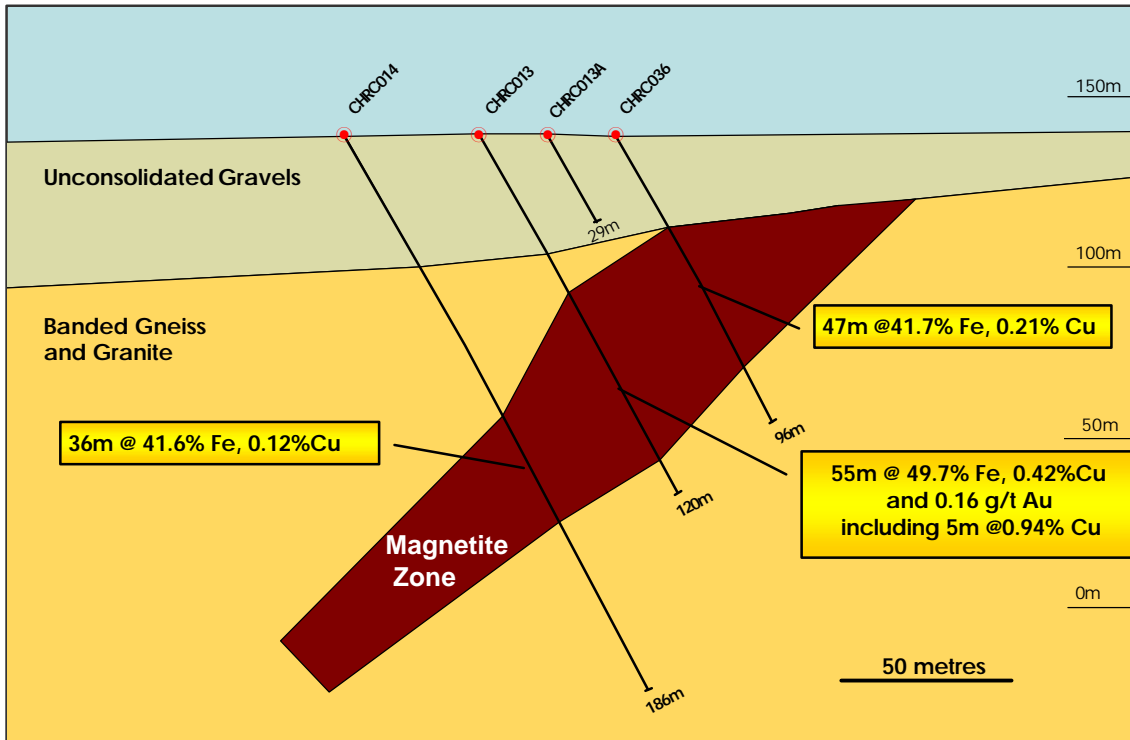 CHRC014
CHRC013
CHRC013A
CHRC036
150m
Unconsolidated Gravels
29m
100m
Banded Gneiss
and Granite
47m @41.7% Fe, 0.21% Cu
36m @ 41.6% Fe, 0.12%Cu
96m
50m
55m @ 49.7% Fe, 0.42%Cu
and 0.16 g/t Au
including 5m @0.94% Cu
120m
Magnetite
Zone
0m
50 metres
186m